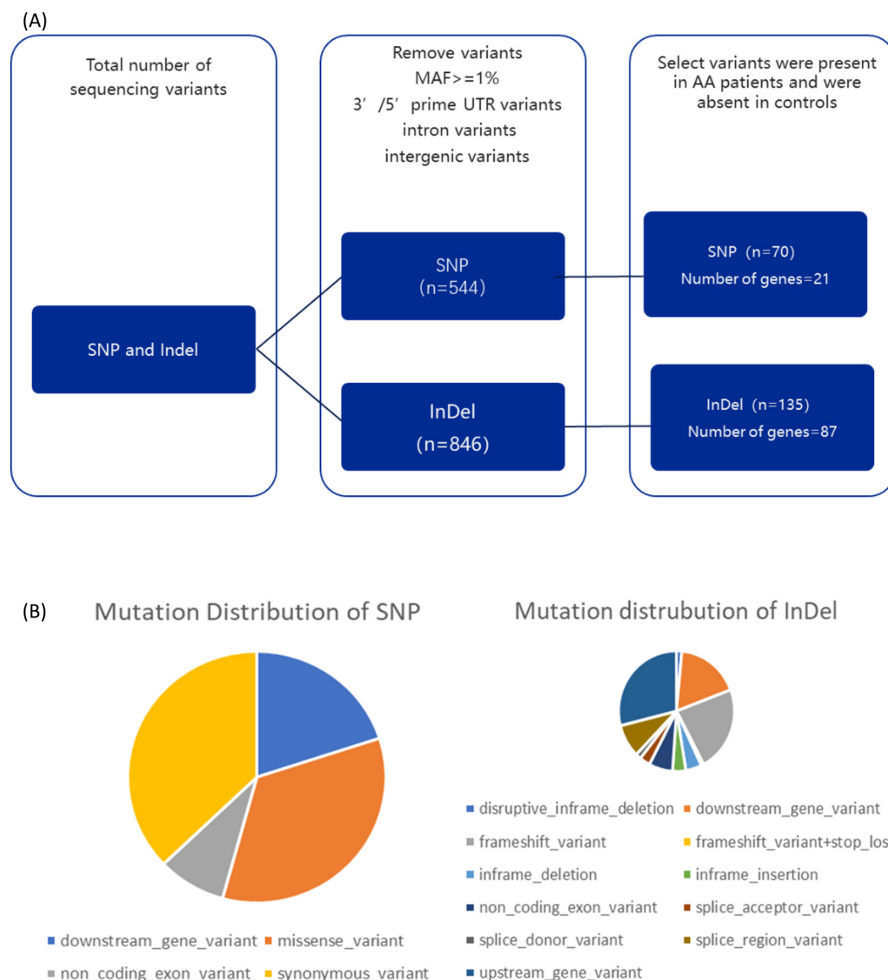 (A)
Total number of
sequencing variants
Remove variants
MAF>=1%
3′ /5′ prime UTR variants
intron variants
intergenic variants
Select variants were present
in AA patients and were
absent in controls
SNP and Indel
SNP
(n=544)
InDel
(n=846)
SNP (n=70)
Number of genes=21
InDel (n=135)
Number of genes=87
(B)
Mutation Distribution of SNP
downstream_gene_variant missense_variant
non_coding_exon_variant synonymous_variant
Mutation distrubution of InDel
disruptive_inframe_deletion downstream_gene_variant
frameshift_variant frameshift_variant+stop_los
inframe_deletion inframe_insertion
non_coding_exon_variant splice_acceptor_variant
splice_donor_variant splice_region_variant
upstream_gene_variant